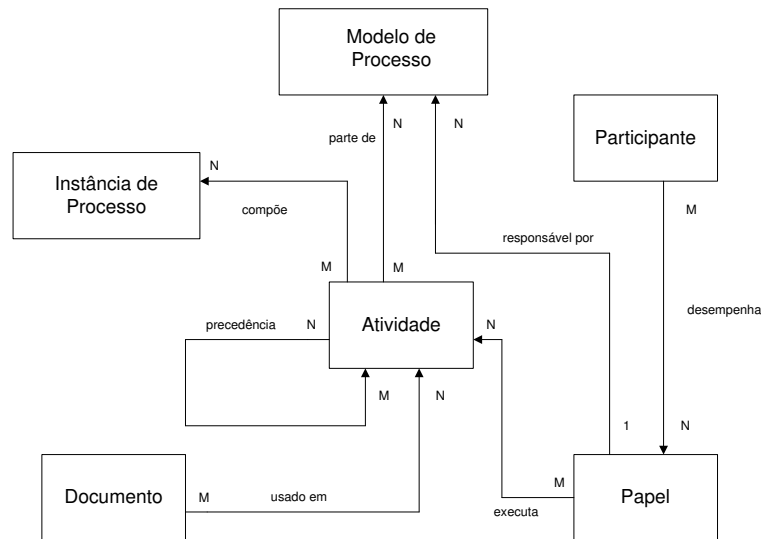 Modelo de
Processo
parte de
N
N
Participante
Instância de
Processo
N
compõe
M
responsável por
desempenha
M
M
precedência
N
Atividade
N
M
N
1
N
Documento
M
usado em
M
executa
Papel